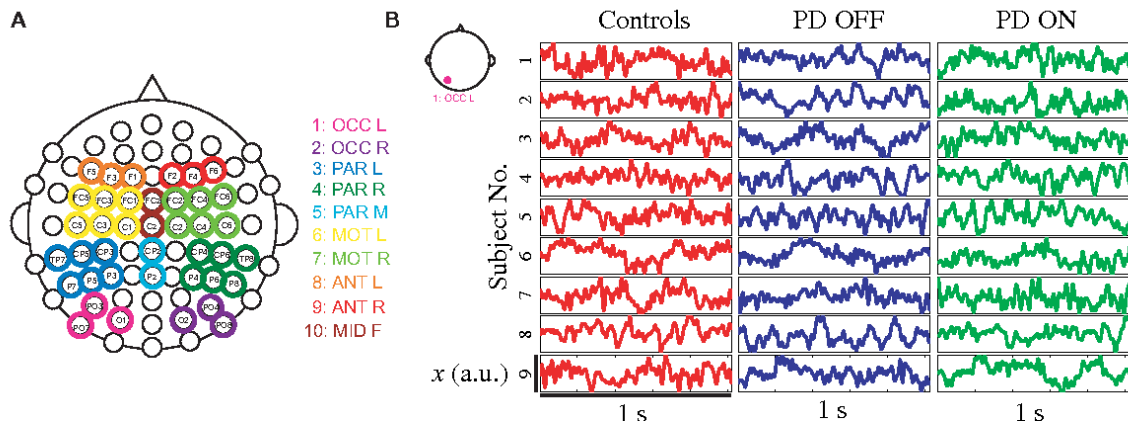 A
F5 F3 F1 F2 F4 F6
FC5 FC3 FC1 FCz FC2 FC4 FC6
C5 C3 C1 Cz C2 C4 C6
TP7 CP5 CP3 CPz CP4 CP6 TP8
P7 P5 P3 Pz P4 P6 P8
PO3 PO4
PO7 O1 O2 PO8
1: OCC L
2: OCC R
3: PAR L
4: PAR R
5: PAR M
6: MOT L
7: MOT R
8: ANT L
9: ANT R
10: MID F
B
1: OCC L
Controls PD OFF PD ON
Subject No.
1
2
3
4
5
6
7
8
9
x (a.u.)
1 s 1 s 1 s